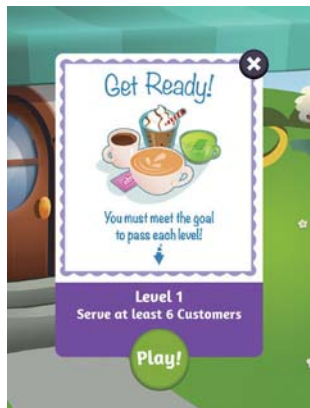 Get Ready!
You must meet the goal
to pass each level!
Level 1
Serve at least 6 Customers
Play!